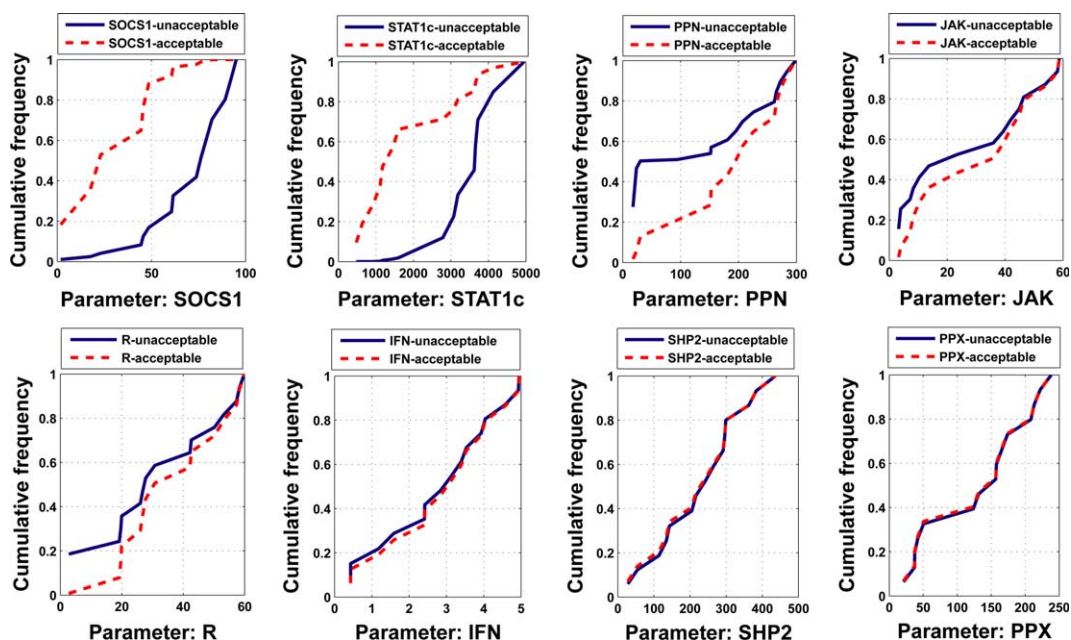 SOCS1-unacceptable
SOCS1-acceptable
Cumulative frequency
1
0.8
0.6
0.4
0.2
0
0 50 100
Parameter: SOCS1
STAT1c-unacceptable
STAT1c-acceptable
Cumulative frequency
1
0.8
0.6
0.4
0.2
0
0 1000 2000 3000 4000 5000
Parameter: STAT1c
PPN-unacceptable
PPN-acceptable
Cumulative frequency
1
0.8
0.6
0.4
0.2
0
0 100 200 300
Parameter: PPN
JAK-unacceptable
JAK-acceptable
Cumulative frequency
1
0.8
0.6
0.4
0.2
0
0 20 40 60
Parameter: JAK
R-unacceptable
R-acceptable
Cumulative frequency
1
0.8
0.6
0.4
0.2
0
0 20 40 60
Parameter: R
IFN-unacceptable
IFN-acceptable
Cumulative frequency
1
0.8
0.6
0.4
0.2
0
0 1 2 3 4 5
Parameter: IFN
SHP2-unacceptable
SHP2-acceptable
Cumulative frequency
1
0.8
0.6
0.4
0.2
0
0 100 200 300 400 500
Parameter: SHP2
PPX-unacceptable
PPX-acceptable
Cumulative frequency
1
0.8
0.6
0.4
0.2
0
0 50 100 150 200 250
Parameter: PPX